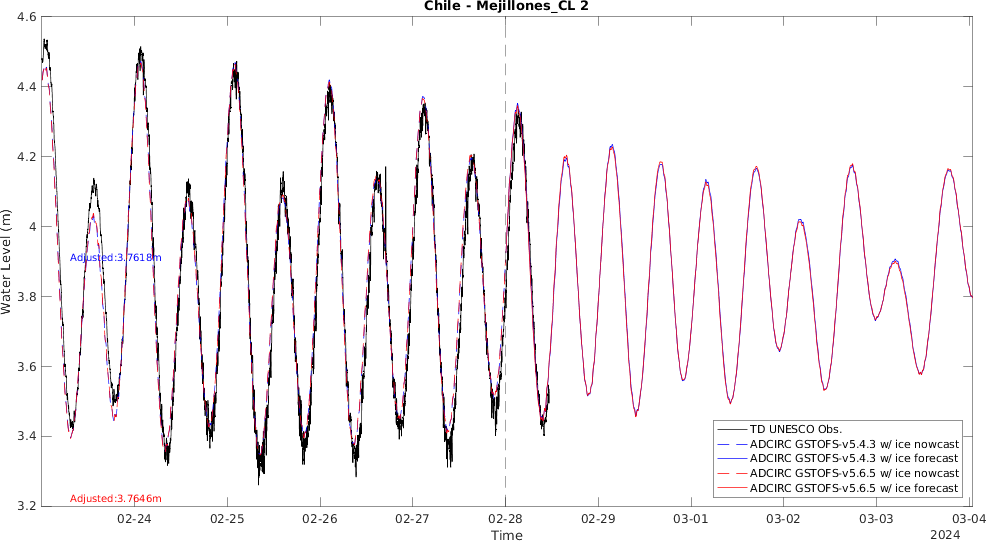 Chile - Mejillones_CL 2
4.6
4.4
4.2
4
3.8
3.6
3.4
3.2
Water Level (m)
Adjusted:3.7618m
Adjusted:3.7646m
TD UNESCO Obs.
ADCIRC GSTOFS-v5.4.3 w/ ice nowcast
ADCIRC GSTOFS-v5.4.3 w/ ice forecast
ADCIRC GSTOFS-v5.6.5 w/ ice nowcast
ADCIRC GSTOFS-v5.6.5 w/ ice forecast
02-24 02-25 02-26 02-27 02-28 02-29 03-01 03-02 03-03 03-04
Time
2024